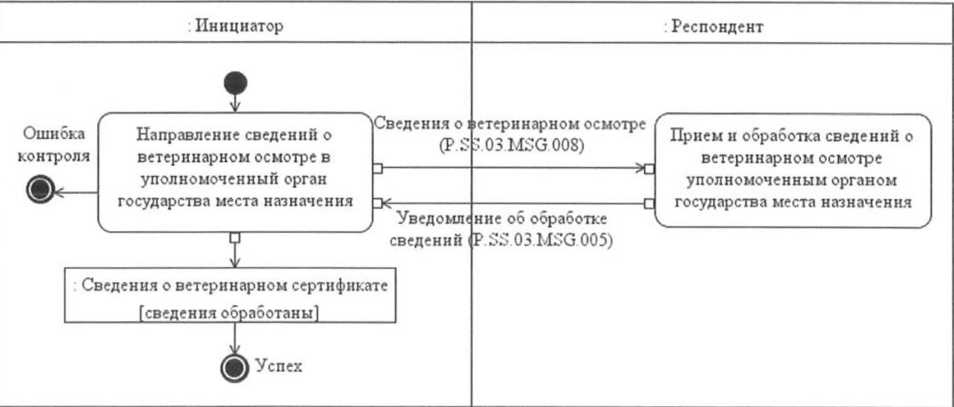 : Инициатор
: Респондент
Ошибка
контроля
Направление сведений о
ветеринарном осмотре в
уполномоченный орган
государства места назначения
Сведения о ветеринарном осмотре
(P.SS.03.MSG.008)
Прием и обработка сведений о
ветеринарном осмотре
уполномоченным органом
государства места назначения
Уведомление об обработке
сведений (P.SS.03.MSG.005)
: Сведения о ветеринарном сертификате
[сведения обработаны]
Успех